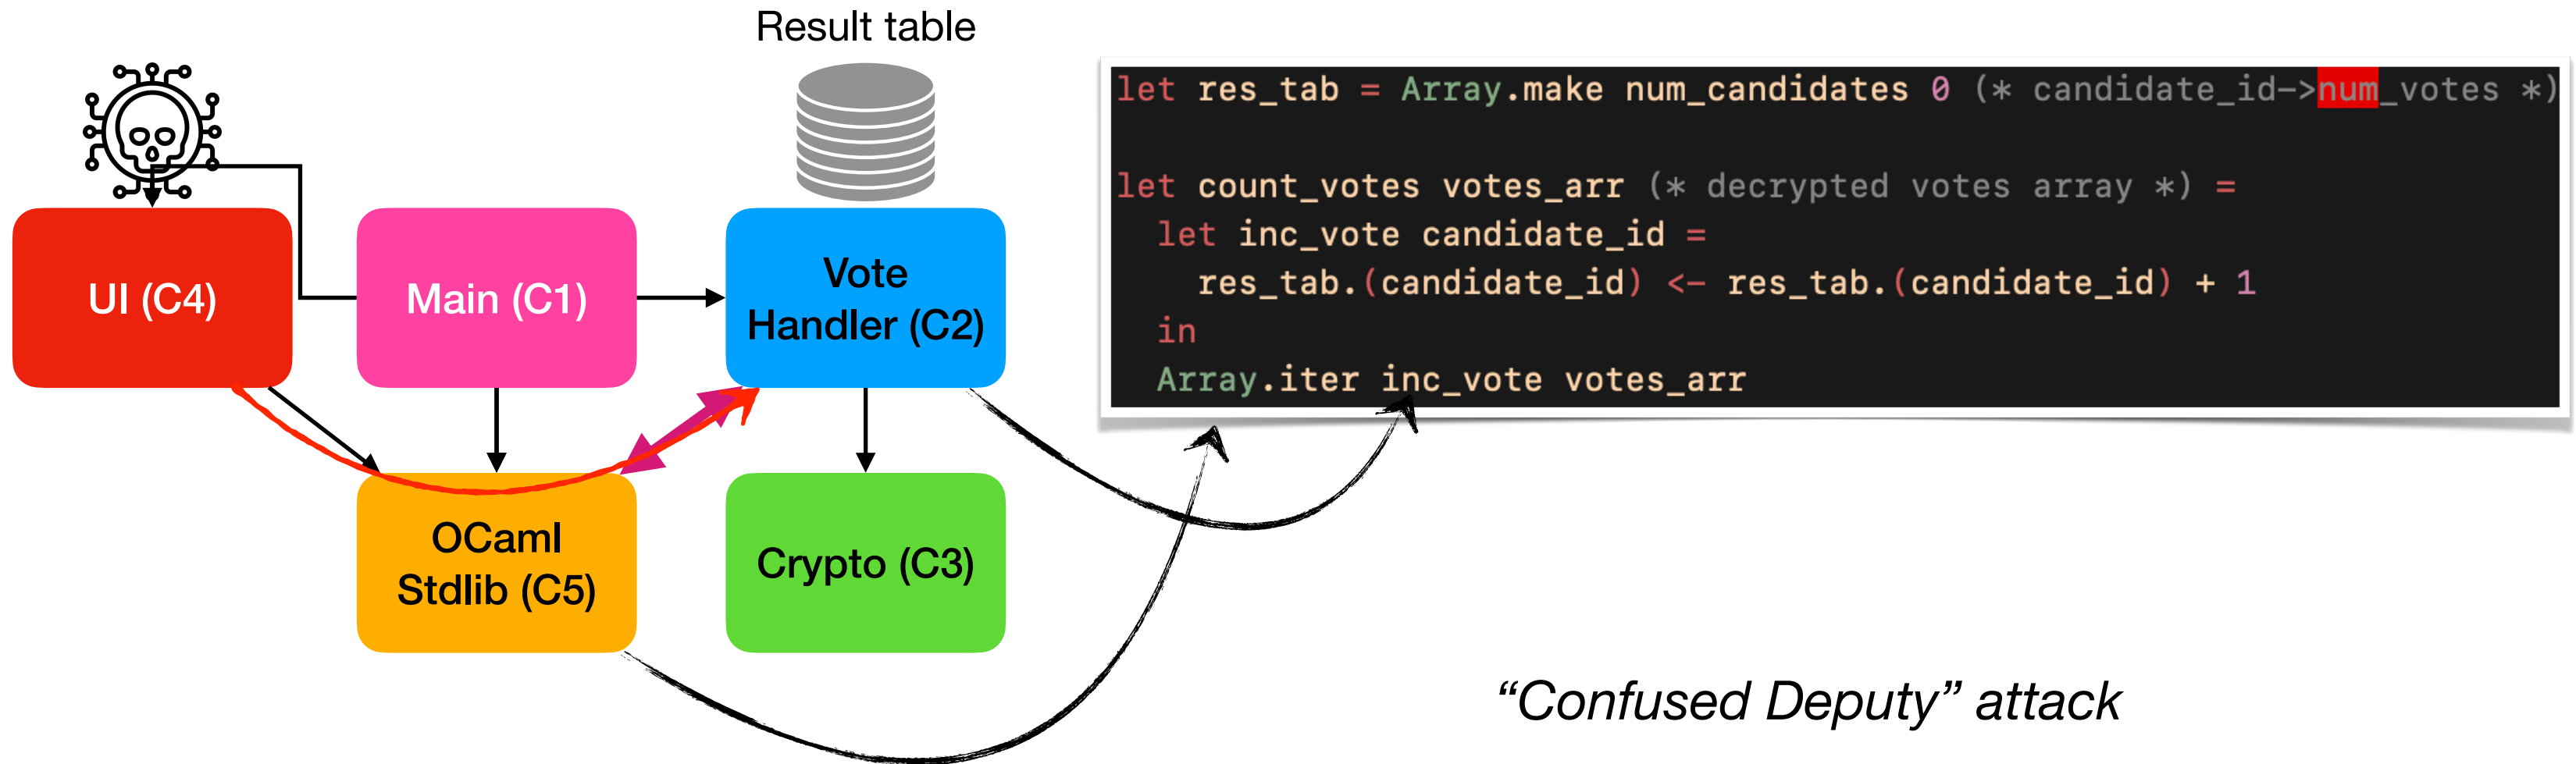 Result table
let res_tab = Array.make num_candidates 0 (* candidate_id->num_votes *)
let count_votes votes_arr (* decrypted votes array *) =
let inc_vote candidate_id =
res_tab.(candidate_id) <- res_tab.(candidate_id) + 1
in
Array.iter inc_vote votes_arr
UI (C4)
Main (C1)
Vote
Handler (C2)
OCaml
Stdlib (C5)
Crypto (C3)
“Confused Deputy” attack